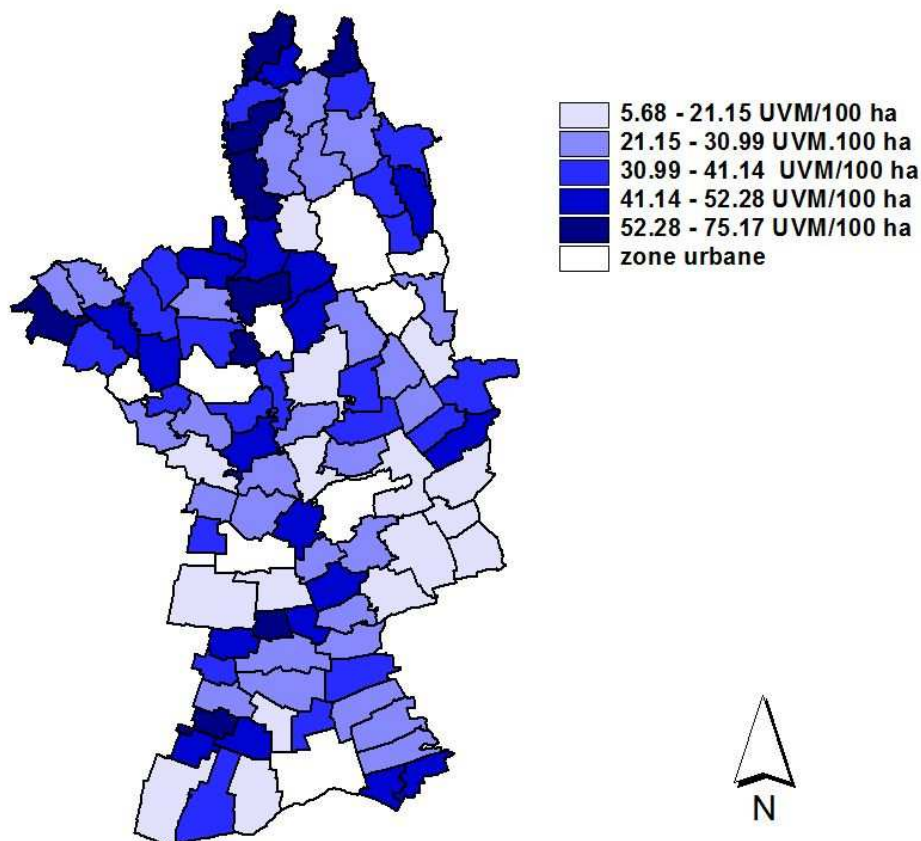 5.68 - 21.15 UVM/100 ha
21.15 - 30.99 UVM.100 ha
30.99 - 41.14 UVM/100 ha
41.14 - 52.28 UVM/100 ha
52.28 - 75.17 UVM/100 ha
zone urbane
N